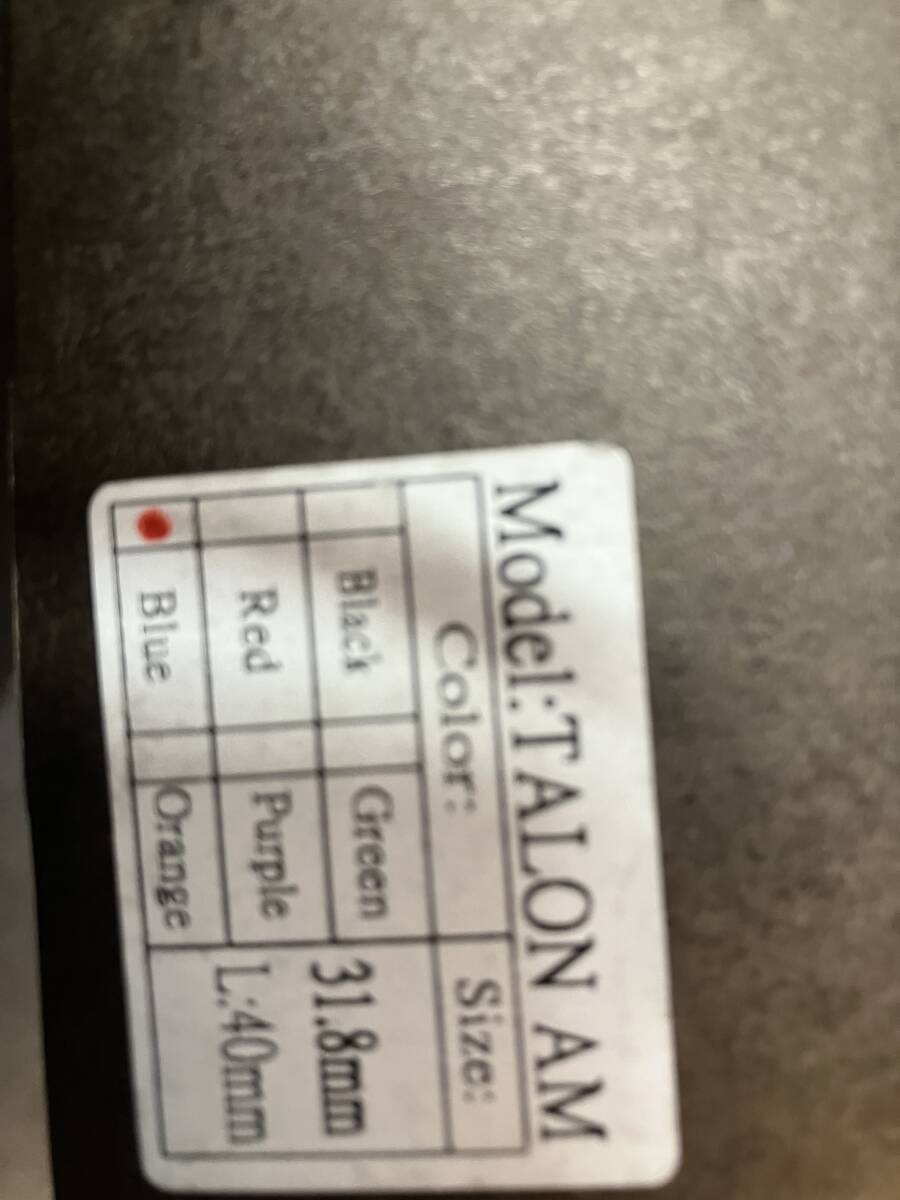 Model:TALON AM
Color: Size:
Black Green 31.8mm
Red Purple L:40mm
Blue Orange